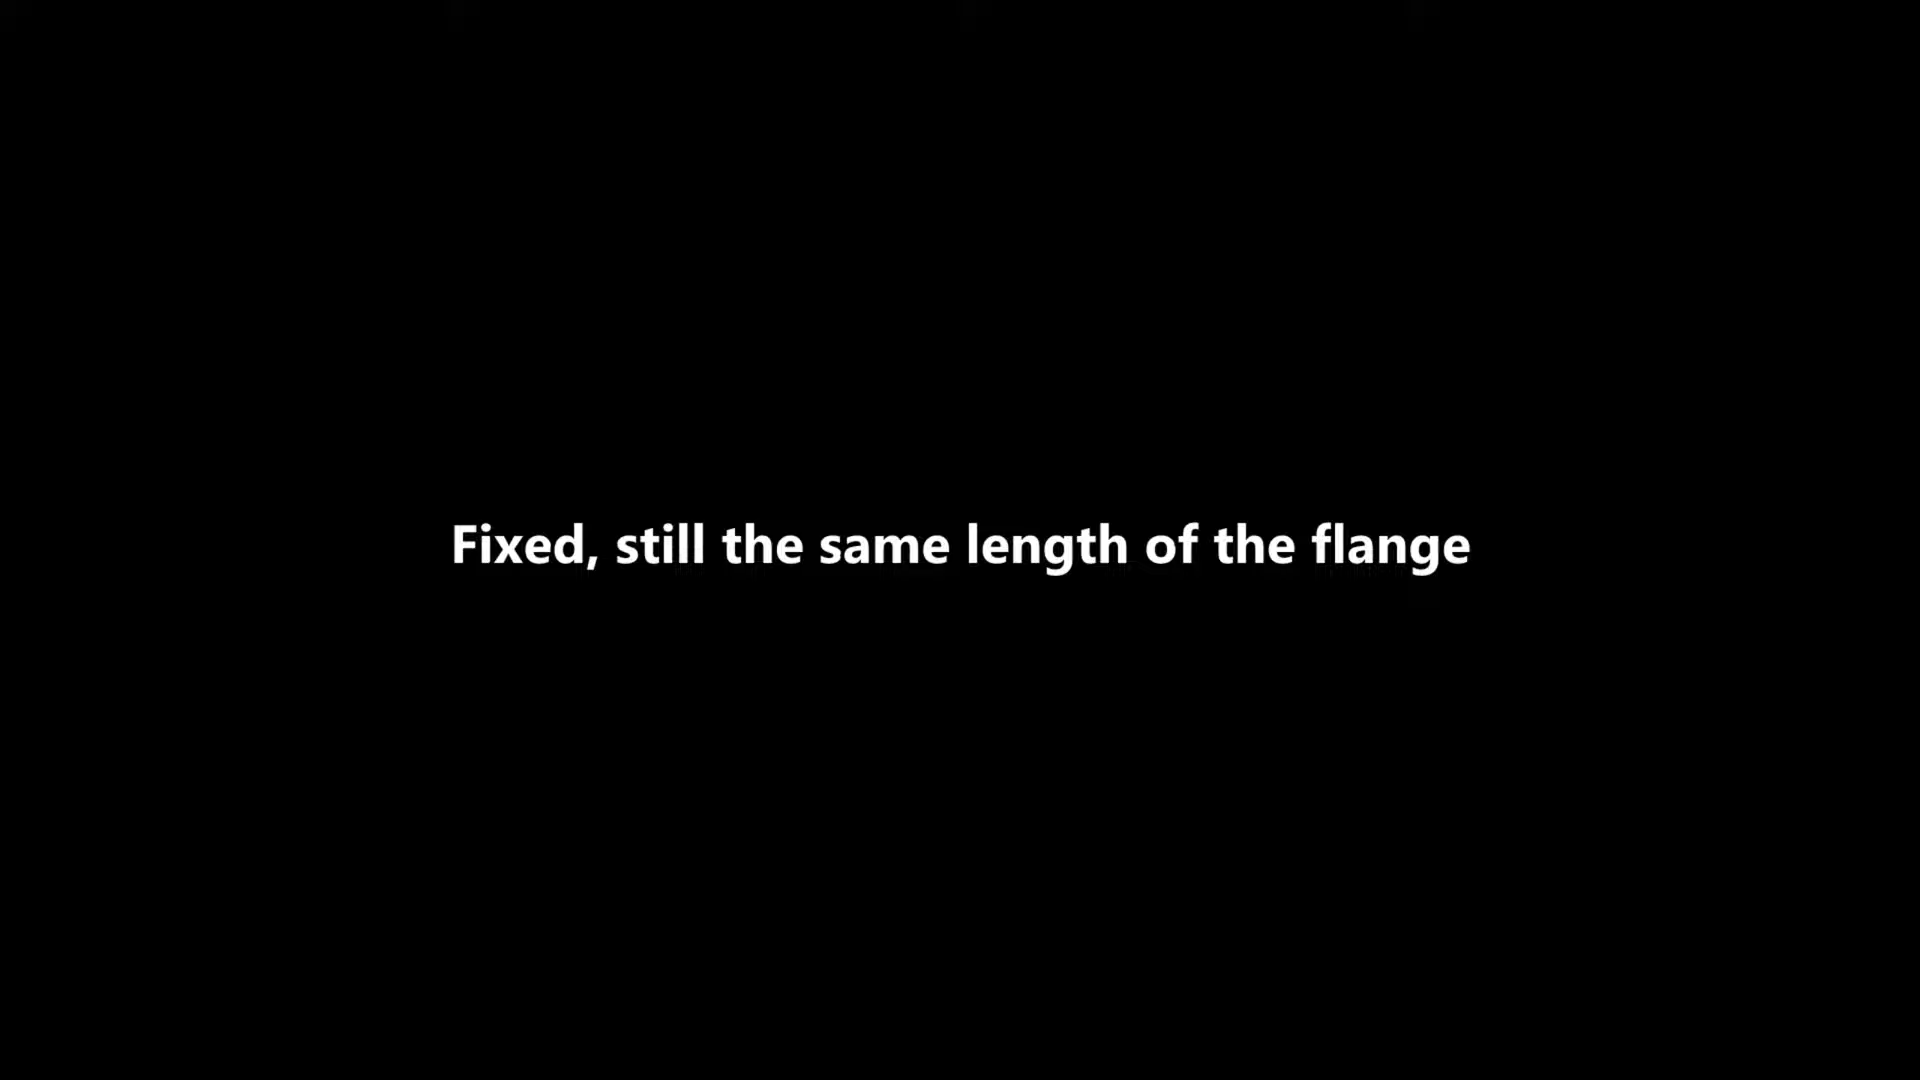 Fixed, still the same length of the flange